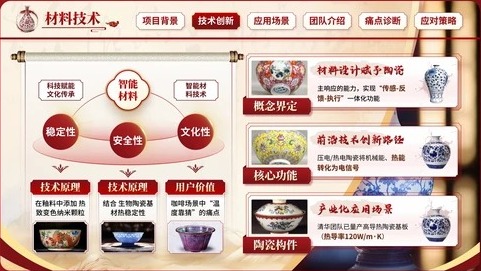 材料技术
项目背景
技术创新
应用场景
团队介绍
痛点诊断
应对策略
科技赋能
文化传承
智能
材料
智能材
料技术
稳定性
安全性
文化性
技术原理
技术原理
用户价值
在釉料中添加 热
致变色纳米颗粒
结合 生物陶瓷基
材热稳定性
咖啡场景中“温
度靠猜”的痛点
材料设计赋予陶瓷
主响应的能力，实现“传感-反
馈-执行”一体化功能
概念界定
前沿技术创新路径
压电/热电陶瓷将机械能、热能
转化为电信号
核心功能
产业化应用场景
清华团队已量产高导热陶瓷基板
（热导率120W/m·K）
陶瓷构件